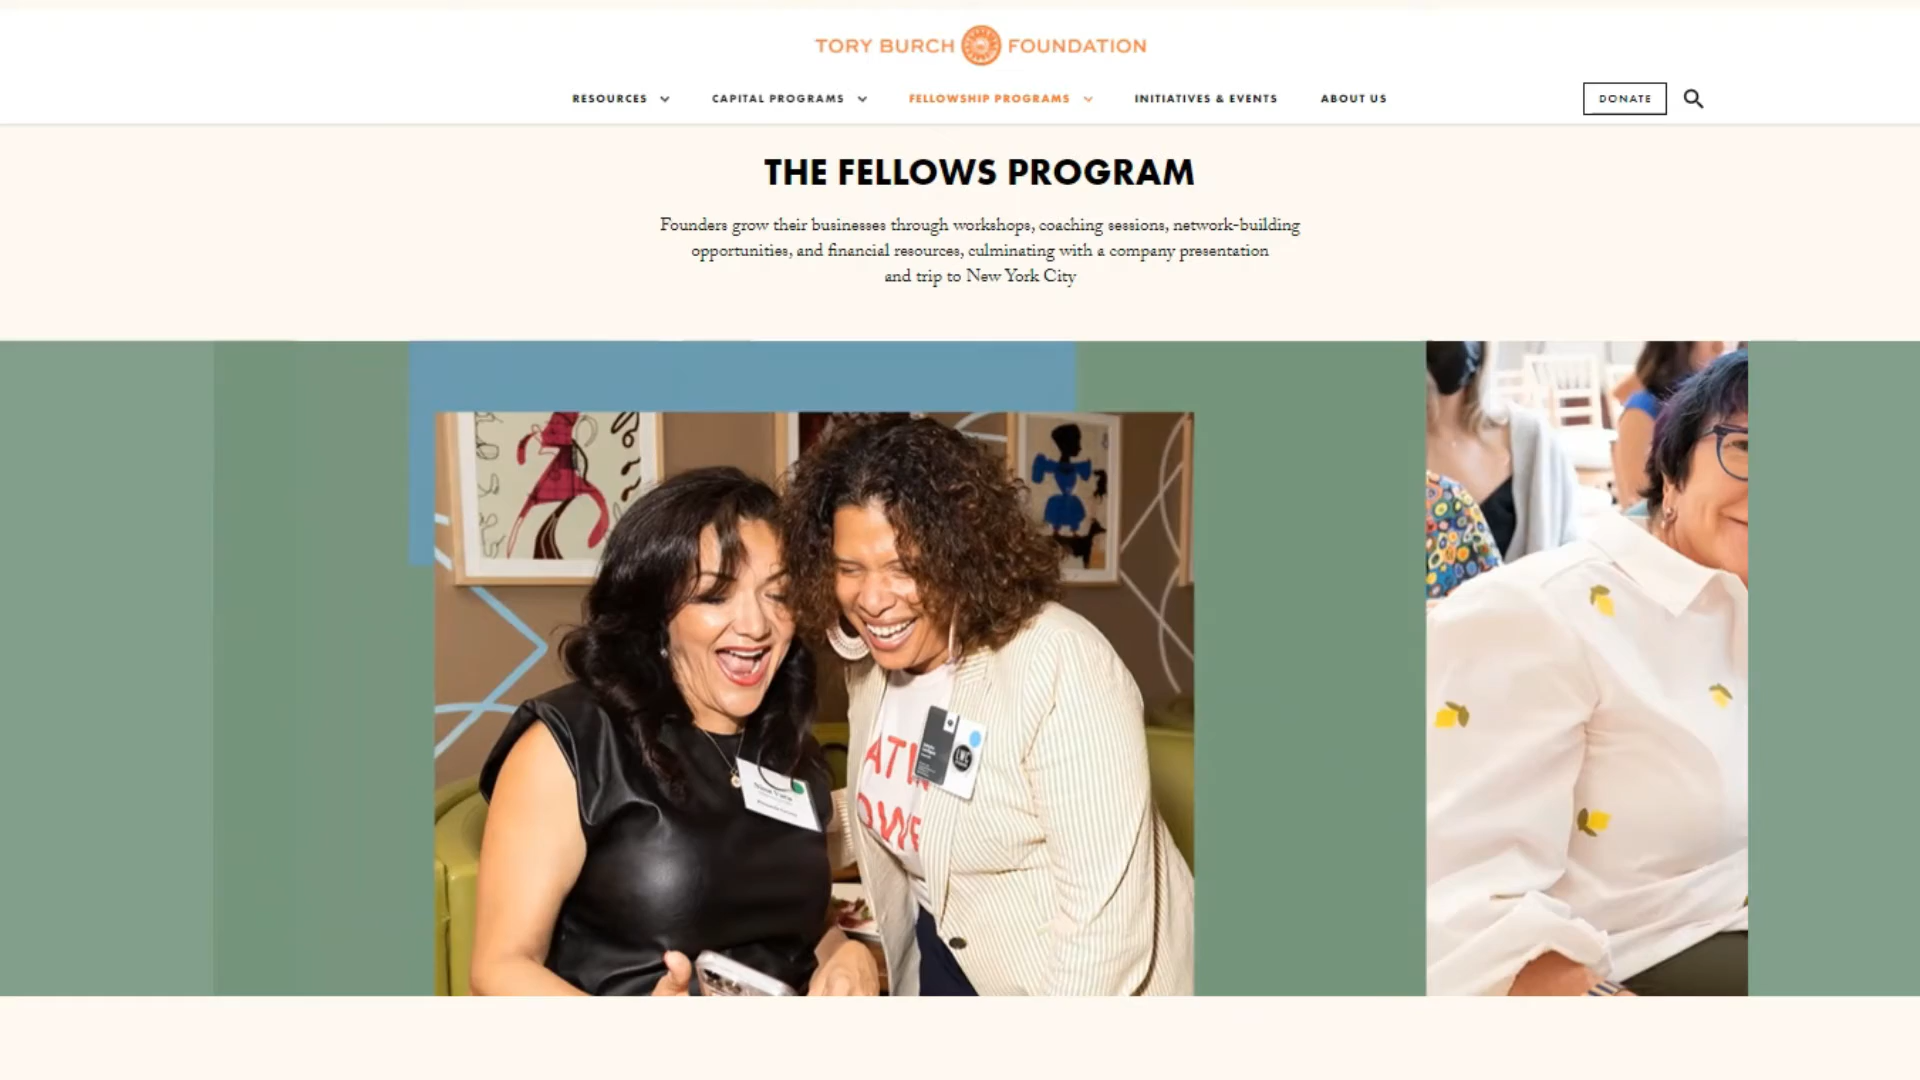 TORY BURCH FOUNDATION
RESOURCES CAPITAL PROGRAMS FELLOWSHIP PROGRAMS INITIATIVES & EVENTS ABOUT US DONATE
THE FELLOWS PROGRAM
Founders grow their businesses through workshops, coaching sessions, network-building
opportunities, and financial resources, culminating with a company presentation
and trip to New York City